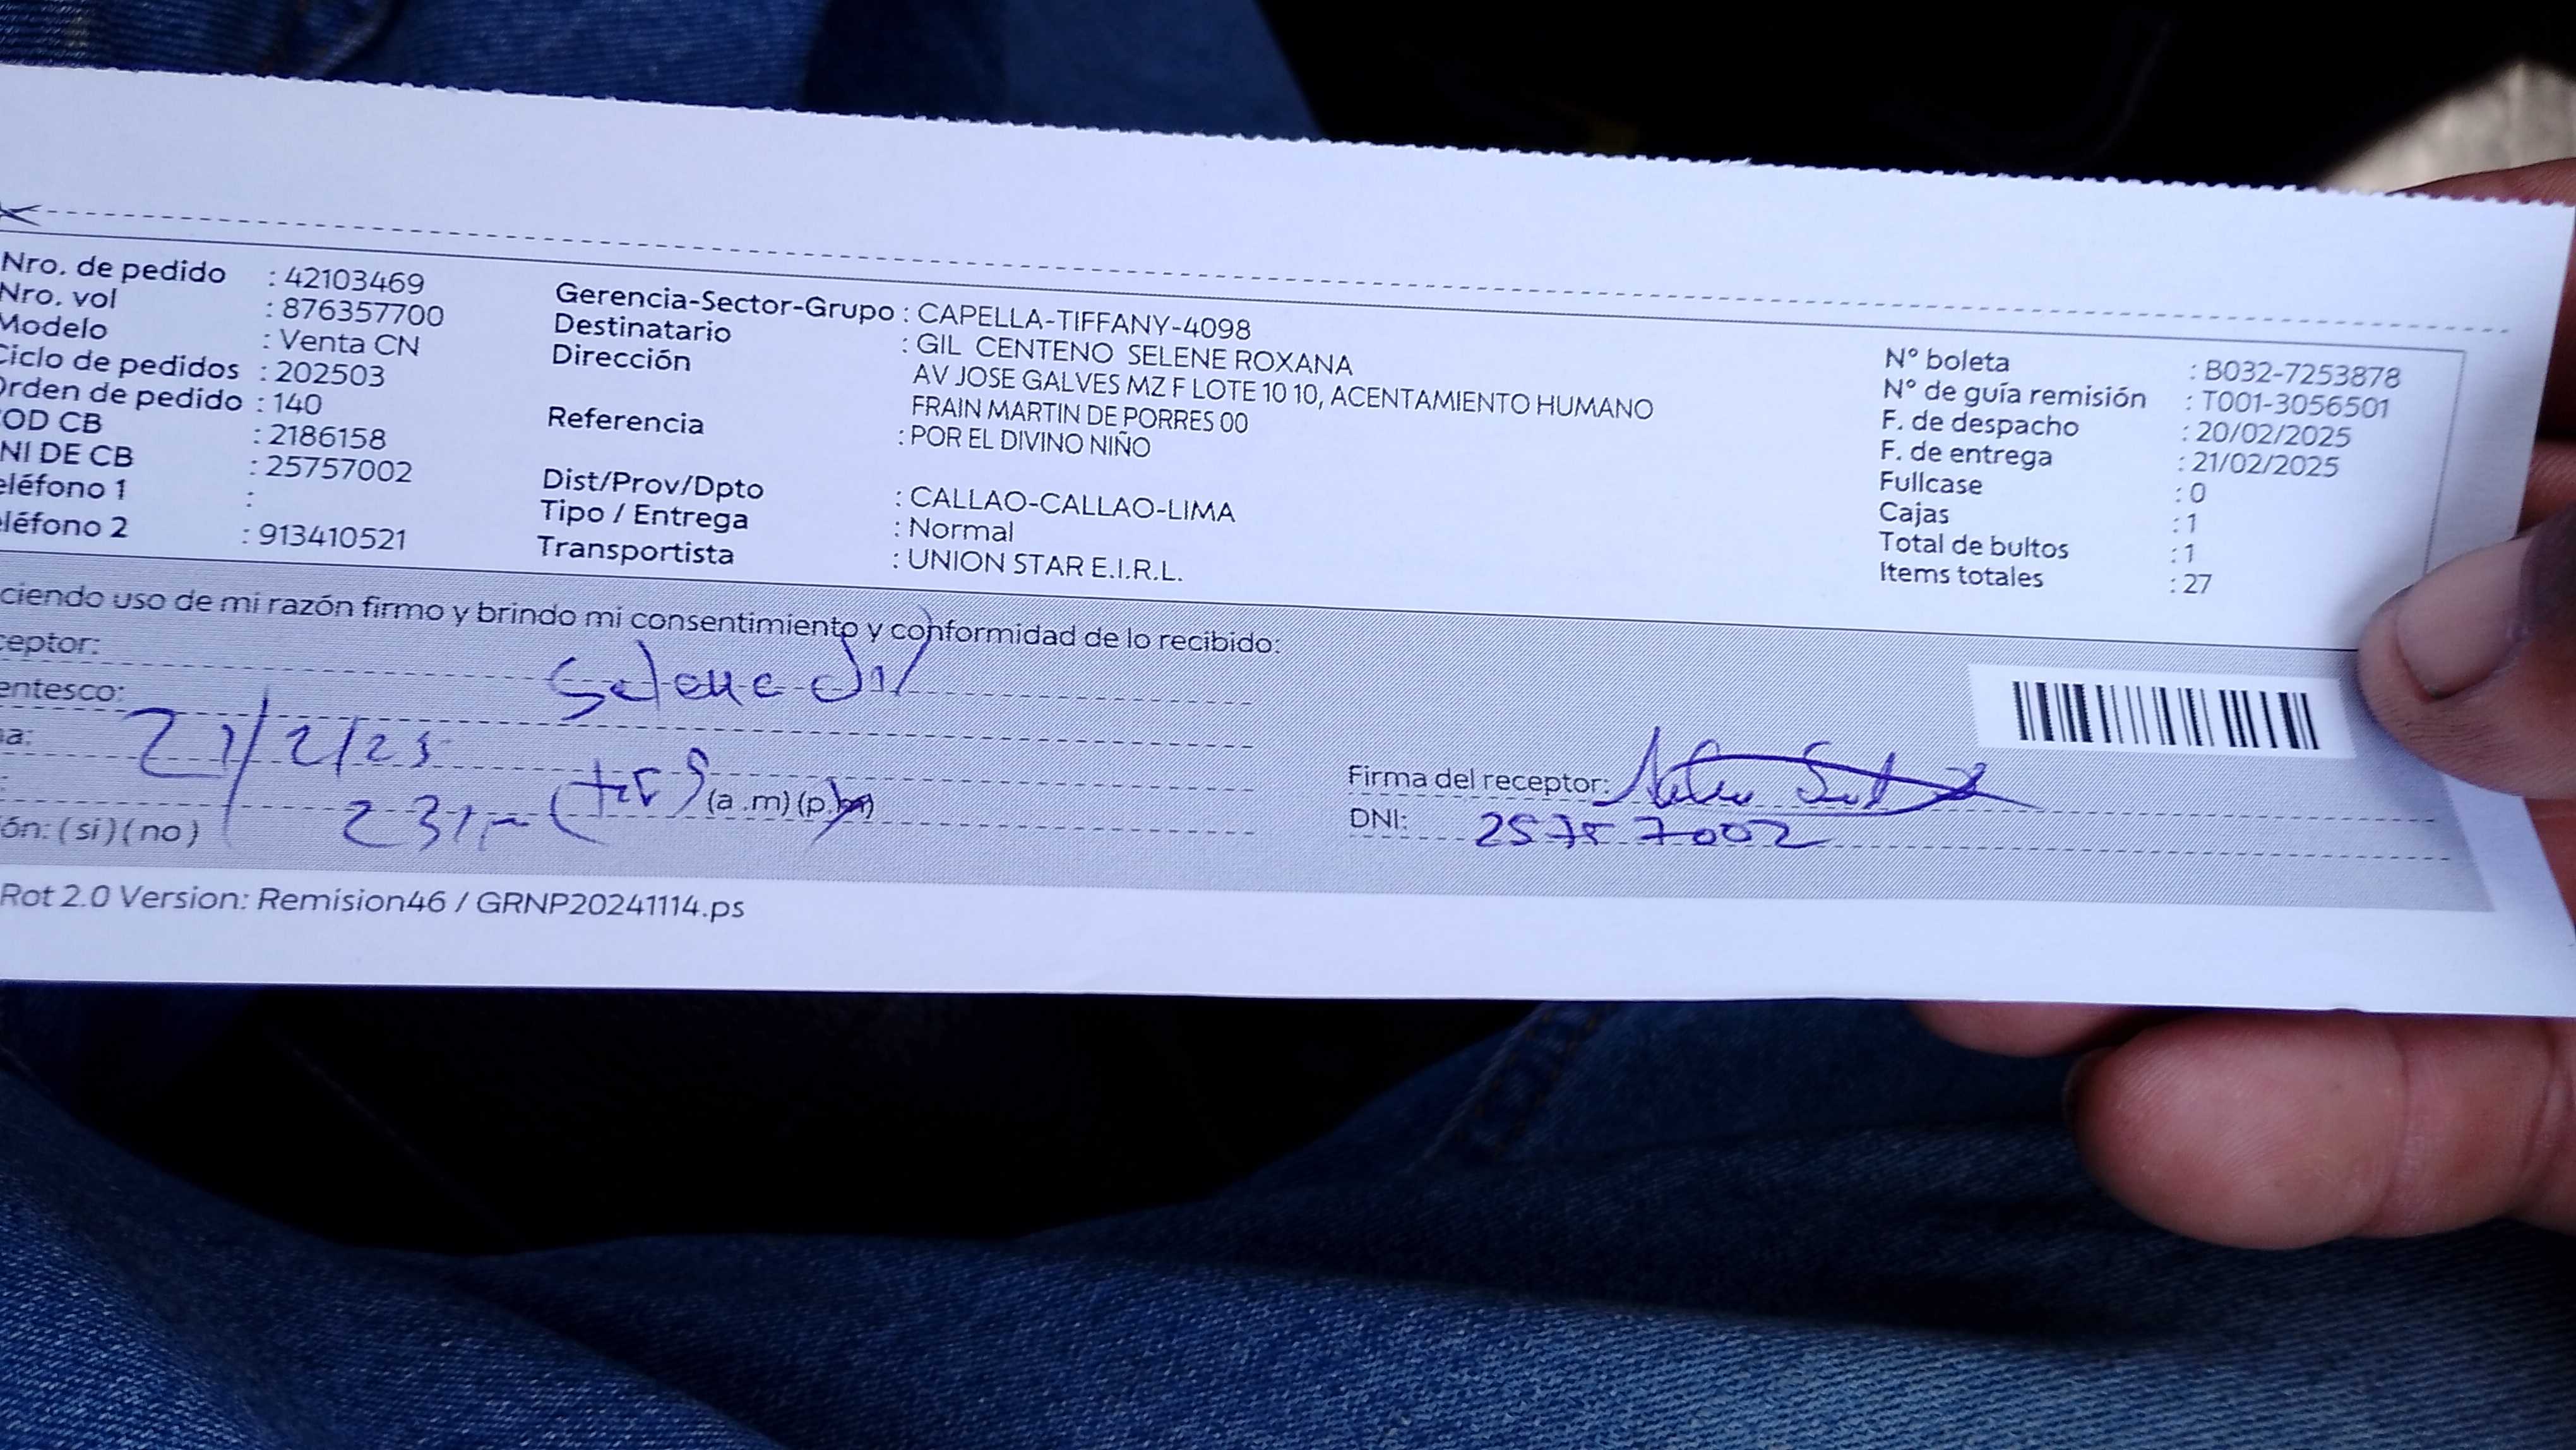 Nro. de pedido : 42103469
Nro. vol : 876357700
Modelo : Venta CN
Ciclo de pedidos : 202503
Orden de pedido : 140
OD CB : 2186158
NI DE CB : 25757002
eléfono 1 :
léfono 2 : 913410521
Gerencia-Sector-Grupo : CAPELLA-TIFFANY-4098
Destinatario : GIL CENTENO SELENE ROXANA
Dirección AV JOSE GALVES MZ F LOTE 10 10, ACENTAMIENTO HUMANO
FRAIN MARTIN DE PORRES 00
Referencia : POR EL DIVINO NIÑO
Dist/Prov/Dpto : CALLAO-CALLAO-LIMA
Tipo / Entrega : Normal
Transportista : UNION STAR E.I.R.L.
N° boleta : B032-7253878
N° de guía remisión : T001-3056501
F. de despacho : 20/02/2025
F. de entrega : 21/02/2025
Fullcase : 0
Cajas : 1
Total de bultos : 1
Items totales : 27
ciendo uso de mi razón firmo y brindo mi consentimiento y conformidad de lo recibido:
ceptor: Selene Gil
entesco:
a: 21/2/25
: (a .m) (p.m)
ón: ( si ) ( no )
Firma del receptor:
DNI: 25757002
Rot 2.0 Version: Remision46 / GRNP20241114.ps